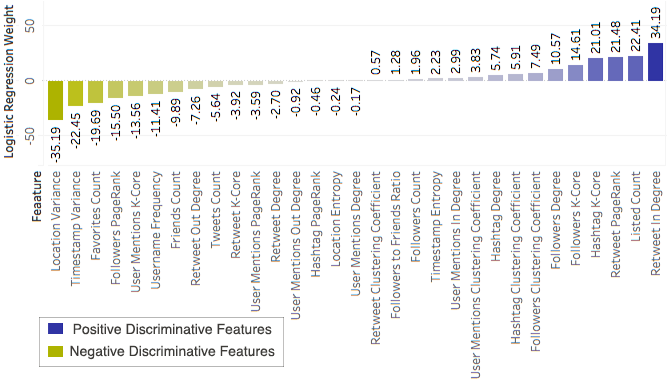 Logistic Regression Weight
50
0
-50
-35.19
-22.45
-19.69
-15.50
-13.56
-11.41
-9.89
-7.26
-5.64
-3.92
-3.59
-2.70
-0.92
-0.46
-0.24
-0.17
0.57
1.28
1.96
2.23
2.99
3.83
5.74
5.91
7.49
10.57
14.61
21.01
21.48
22.41
34.19
Feaature
Location Variance
Timestamp Variance
Favorites Count
Followers PageRank
User Mentions K-Core
Username Frequency
Friends Count
Retweet Out Degree
Tweets Count
Retweet K-Core
User Mentions PageRank
Retweet Degree
User Mentions Out Degree
Hashtag PageRank
Location Entropy
User Mentions Degree
Retweet Clustering Coefficient
Followers to Friends Ratio
Followers Count
Timestamp Entropy
User Mentions In Degree
User Mentions Clustering Coefficient
Hashtag Degree
Hashtag Clustering Coefficient
Followers Clustering Coefficient
Followers Degree
Followers K-Core
Hashtag K-Core
Retweet PageRank
Listed Count
Retweet In Degree
Positive Discriminative Features
Negative Discriminative Features